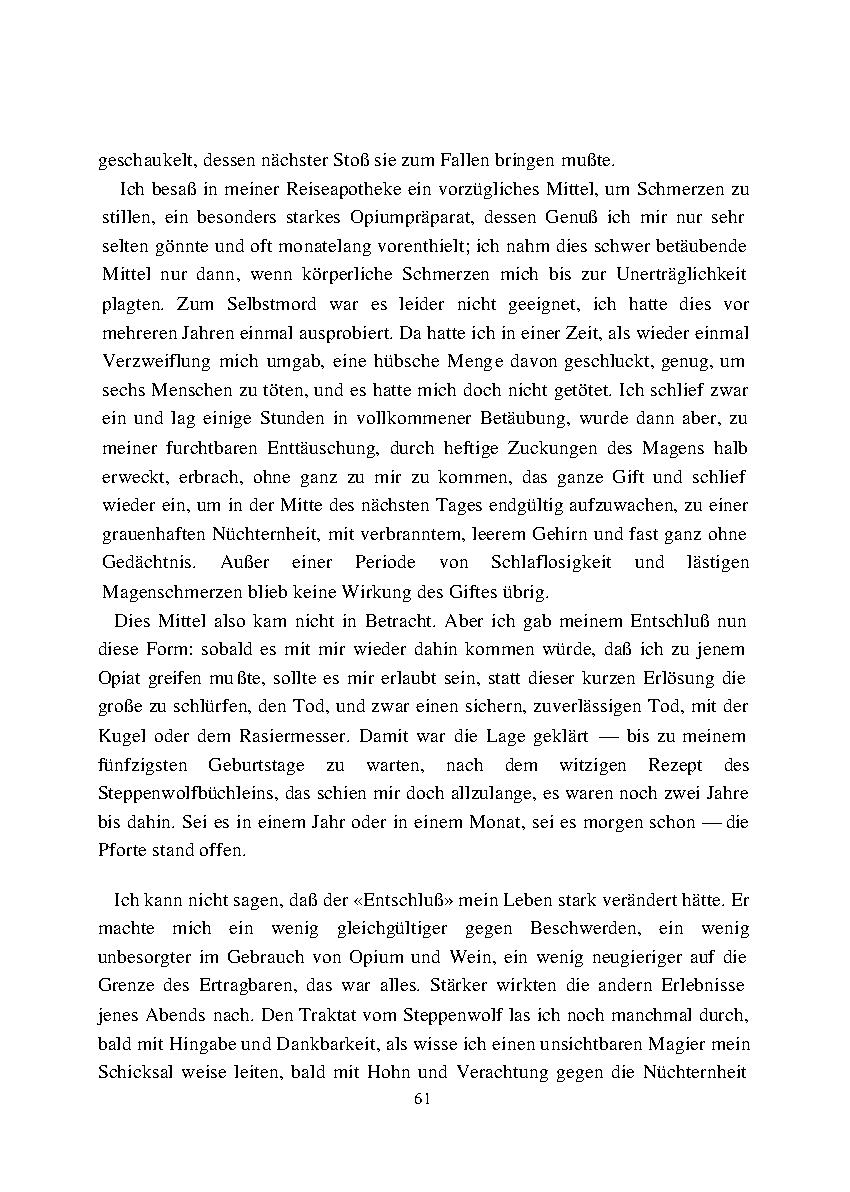 geschaukelt, dessen nächster Stoß sie zum Fallen bringen mußte.
Ich besaß in meiner Reiseapotheke ein vorzügliches Mittel, um Schmerzen zu
stillen, ein besonders starkes Opiumpräparat, dessen Genuß ich mir nur sehr
selten gönnte und oft monatelang vorenthielt; ich nahm dies schwer betäubende
Mittel nur dann, wenn körperliche Schmerzen mich bis zur Unerträglichkeit
plagten. Zum Selbstmord war es leider nicht geeignet, ich hatte dies vor
mehreren Jahren einmal ausprobiert. Da hatte ich in einer Zeit, als wieder einmal
Verzweiflung mich umgab, eine hübsche Menge davon geschluckt, genug, um
sechs Menschen zu töten, und es hatte mich doch nicht getötet. Ich schlief zwar
ein und lag einige Stunden in vollkommener Betäubung, wurde dann aber, zu
meiner furchtbaren Enttäuschung, durch heftige Zuckungen des Magens halb
erweckt, erbrach, ohne ganz zu mir zu kommen, das ganze Gift und schlief
wieder ein, um in der Mitte des nächsten Tages endgültig aufzuwachen, zu einer
grauenhaften Nüchternheit, mit verbranntem, leerem Gehirn und fast ganz ohne
Gedächtnis. Außer einer Periode von Schlaflosigkeit und lästigen
Magenschmerzen blieb keine Wirkung des Giftes übrig.
Dies Mittel also kam nicht in Betracht. Aber ich gab meinem Entschluß nun
diese Form: sobald es mit mir wieder dahin kommen würde, daß ich zu jenem
Opiat greifen mußte, sollte es mir erlaubt sein, statt dieser kurzen Erlösung die
große zu schlürfen, den Tod, und zwar einen sichern, zuverlässigen Tod, mit der
Kugel oder dem Rasiermesser. Damit war die Lage geklärt — bis zu meinem
fünfzigsten Geburtstage zu warten, nach dem witzigen Rezept des
Steppenwolfbüchleins, das schien mir doch allzulange, es waren noch zwei Jahre
bis dahin. Sei es in einem Jahr oder in einem Monat, sei es morgen schon — die
Pforte stand offen.
Ich kann nicht sagen, daß der «Entschluß» mein Leben stark verändert hätte. Er
machte mich ein wenig gleichgültiger gegen Beschwerden, ein wenig
unbesorgter im Gebrauch von Opium und Wein, ein wenig neugieriger auf die
Grenze des Ertragbaren, das war alles. Stärker wirkten die andern Erlebnisse
jenes Abends nach. Den Traktat vom Steppenwolf las ich noch manchmal durch,
bald mit Hingabe und Dankbarkeit, als wisse ich einen unsichtbaren Magier mein
Schicksal weise leiten, bald mit Hohn und Verachtung gegen die Nüchternheit
61